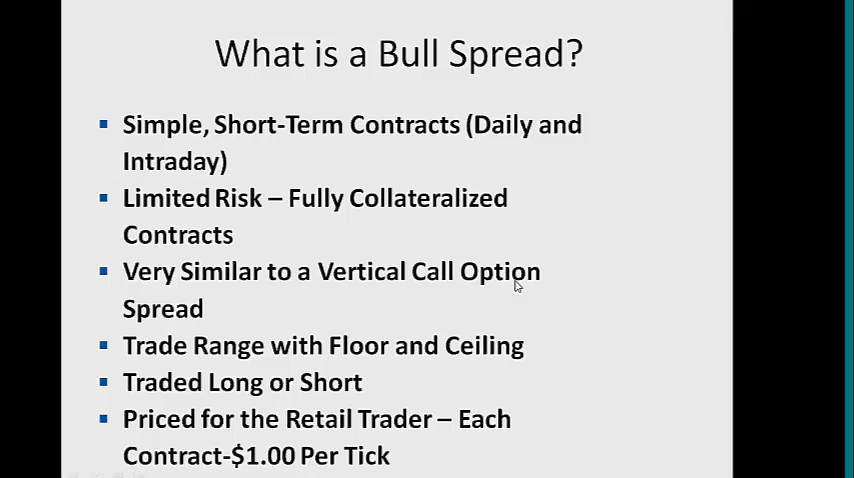 What is a Bull Spread?
▪ Simple, Short-Term Contracts (Daily and
Intraday)
▪ Limited Risk – Fully Collateralized
Contracts
▪ Very Similar to a Vertical Call Option
Spread
▪ Trade Range with Floor and Ceiling
▪ Traded Long or Short
▪ Priced for the Retail Trader – Each
Contract-$1.00 Per Tick